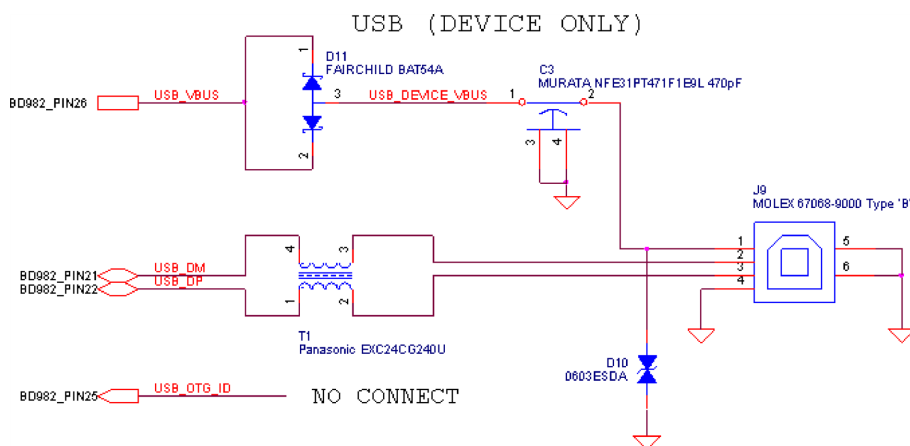 USB (DEVICE ONLY)
D11
FAIRCHILD BAT54A
C3
MURATA NFE31PT471F1E9L 470pF
BD982_PIN26
USB_VBUS
1
3
2
USB_DEVICE_VBUS
1
2
3
4
J9
MOLEX 67068-9000 Type 'B'
1
2
3
4
5
6
BD982_PIN21
USB_DM
BD982_PIN22
USB_DP
4
3
1
2
T1
Panasonic EXC24CG240U
D10
0603ESDA
BD982_PIN25
USB_OTG_ID
NO CONNECT